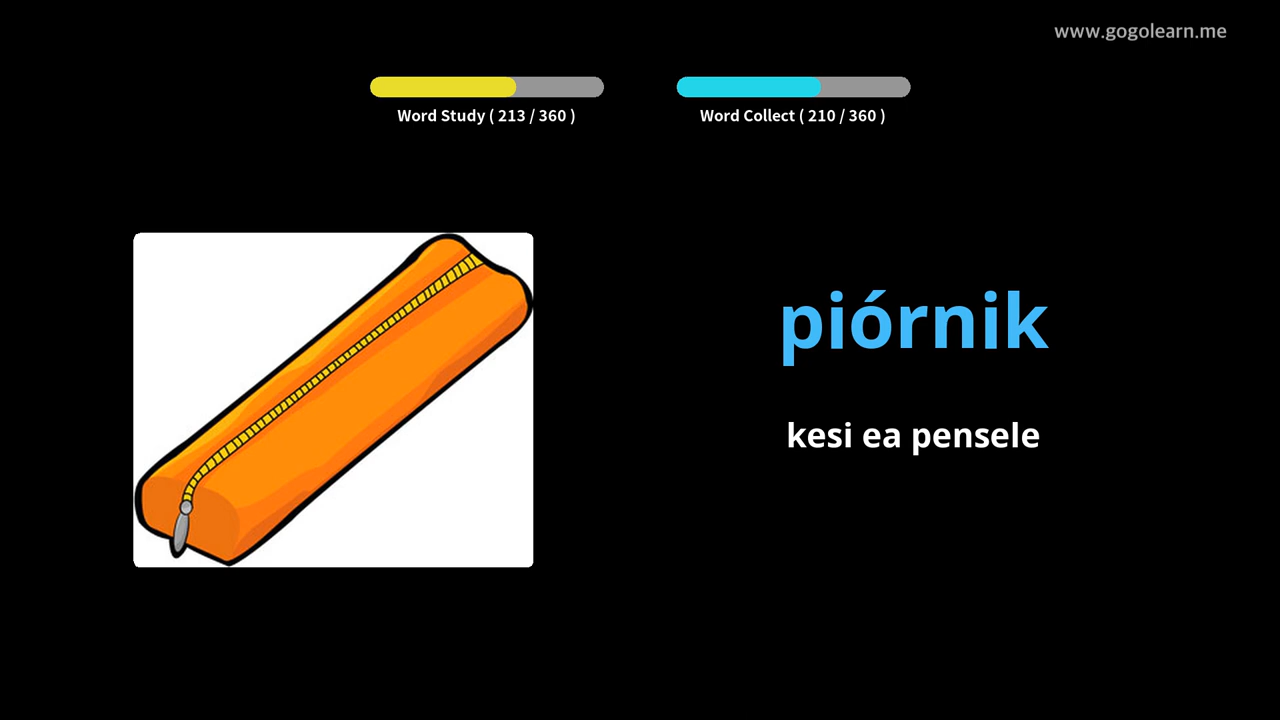 www.gogolearn.me
Word Study ( 213 / 360 )
Word Collect ( 210 / 360 )
piórnik
kesi ea pensele